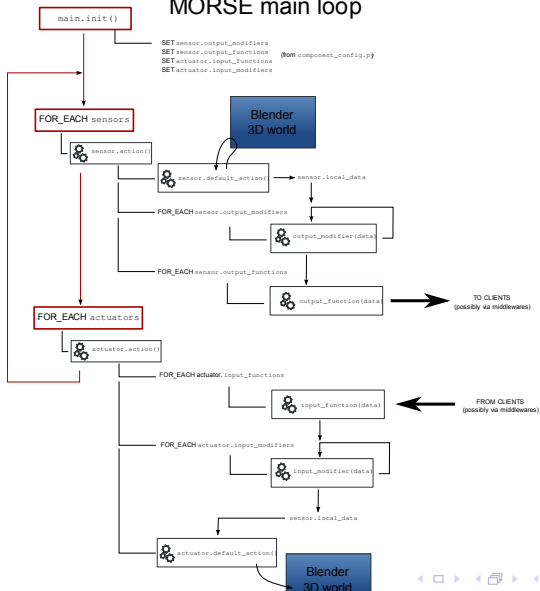 MORSE main loop
main.init()
SET sensor.output_modifiers
SET sensor.output_functions
SET actuator.input_functions
SET actuator.input_modifiers
(from component_config.py)
FOR_EACH sensors
Blender
3D world
sensor.action()
sensor.default_action()
sensor.local_data
FOR_EACH sensor.output_modifiers
output_modifier(data)
FOR_EACH sensor.output_functions
output_function(data)
TO CLIENTS
(possibly via middlewares)
FOR_EACH actuators
actuator.action()
FOR_EACH actuator.input_functions
input_function(data)
FROM CLIENTS
(possibly via middlewares)
FOR_EACH actuator.input_modifiers
input_modifier(data)
sensor.local_data
actuator.default_action()
Blender
3D world